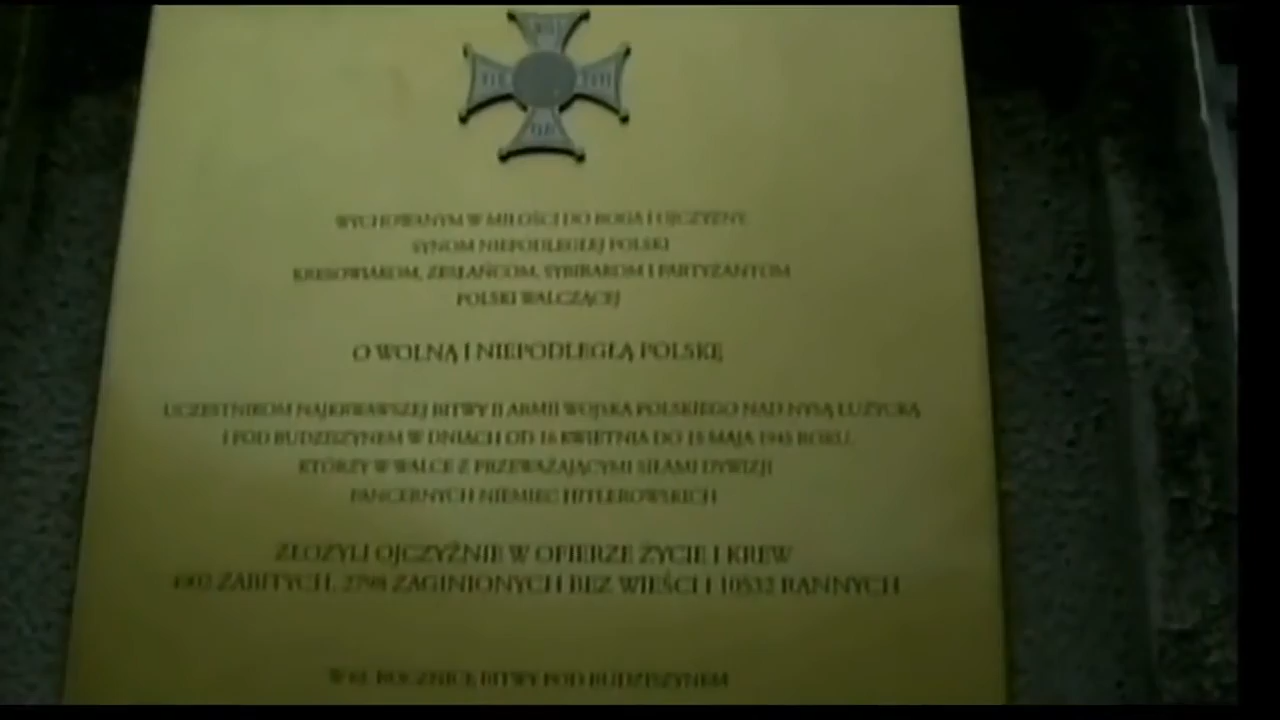 WYCHOWANYM W MIŁOŚCI DO BOGA I OJCZYZNY
SYNOM NIEPODLEGŁEJ POLSKI
KRESOWIAKOM, ZESŁAŃCOM, SYBIRAKOM I PARTYZANTOM
POLSKI WALCZĄCEJ
O WOLNĄ I NIEPODLEGŁĄ POLSKĘ
UCZESTNIKOM NAJKRWAWSZEJ BITWY II ARMII WOJSKA POLSKIEGO NAD NYSĄ ŁUŻYCKĄ
I POD BUDZISZYNEM W DNIACH OD 16 KWIETNIA DO MAJA 1945 ROKU,
KTÓRZY W WALCE Z PRZEWAŻAJĄCYMI SIŁAMI DYWIZJI
PANCERNYCH NIEMIEC HITLEROWSKICH
ZŁOŻYLI OJCZYŹNIE W OFIERZE ŻYCIE I KREW
ZABITYCH, 2798 ZAGINIONYCH BEZ WIEŚCI I 10532 RANNYCH
ROCZNICĘ BITWY POD BUDZISZYNEM